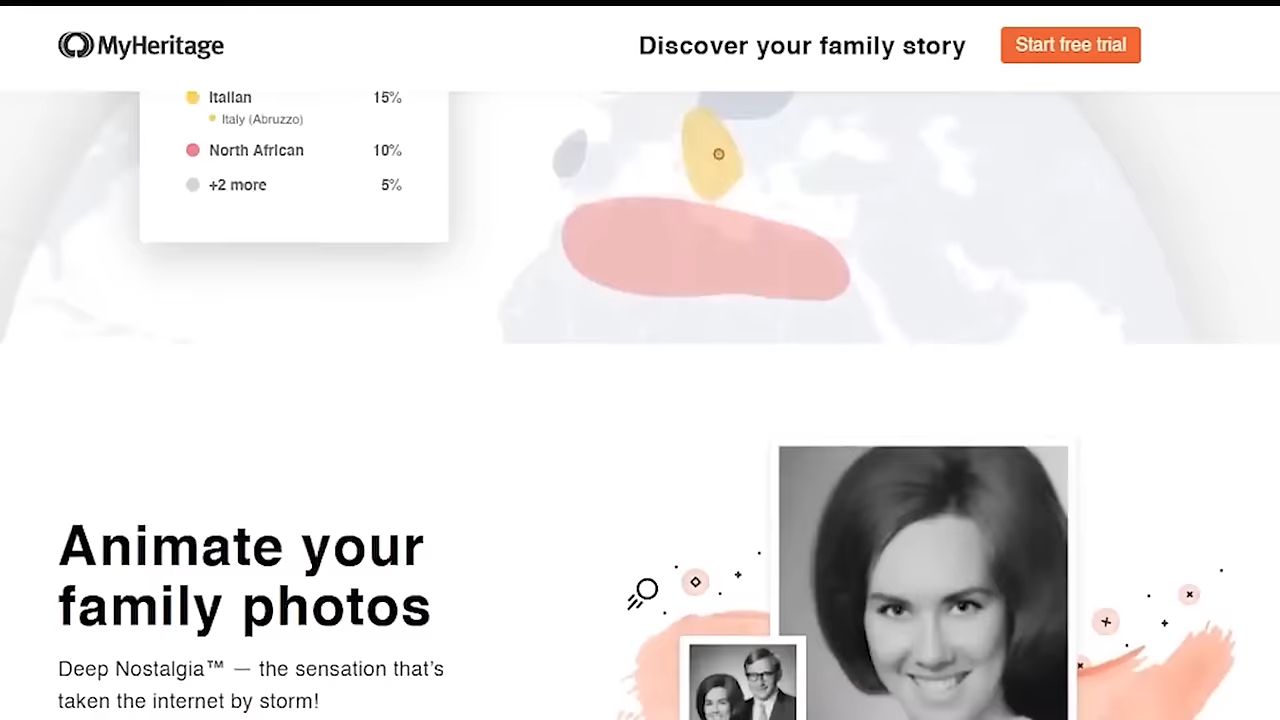 MyHeritage
Discover your family story
Start free trial
Italian 15%
Italy (Abruzzo)
North African 10%
+2 more 5%
Animate your
family photos
Deep Nostalgia™ — the sensation that's
taken the internet by storm!